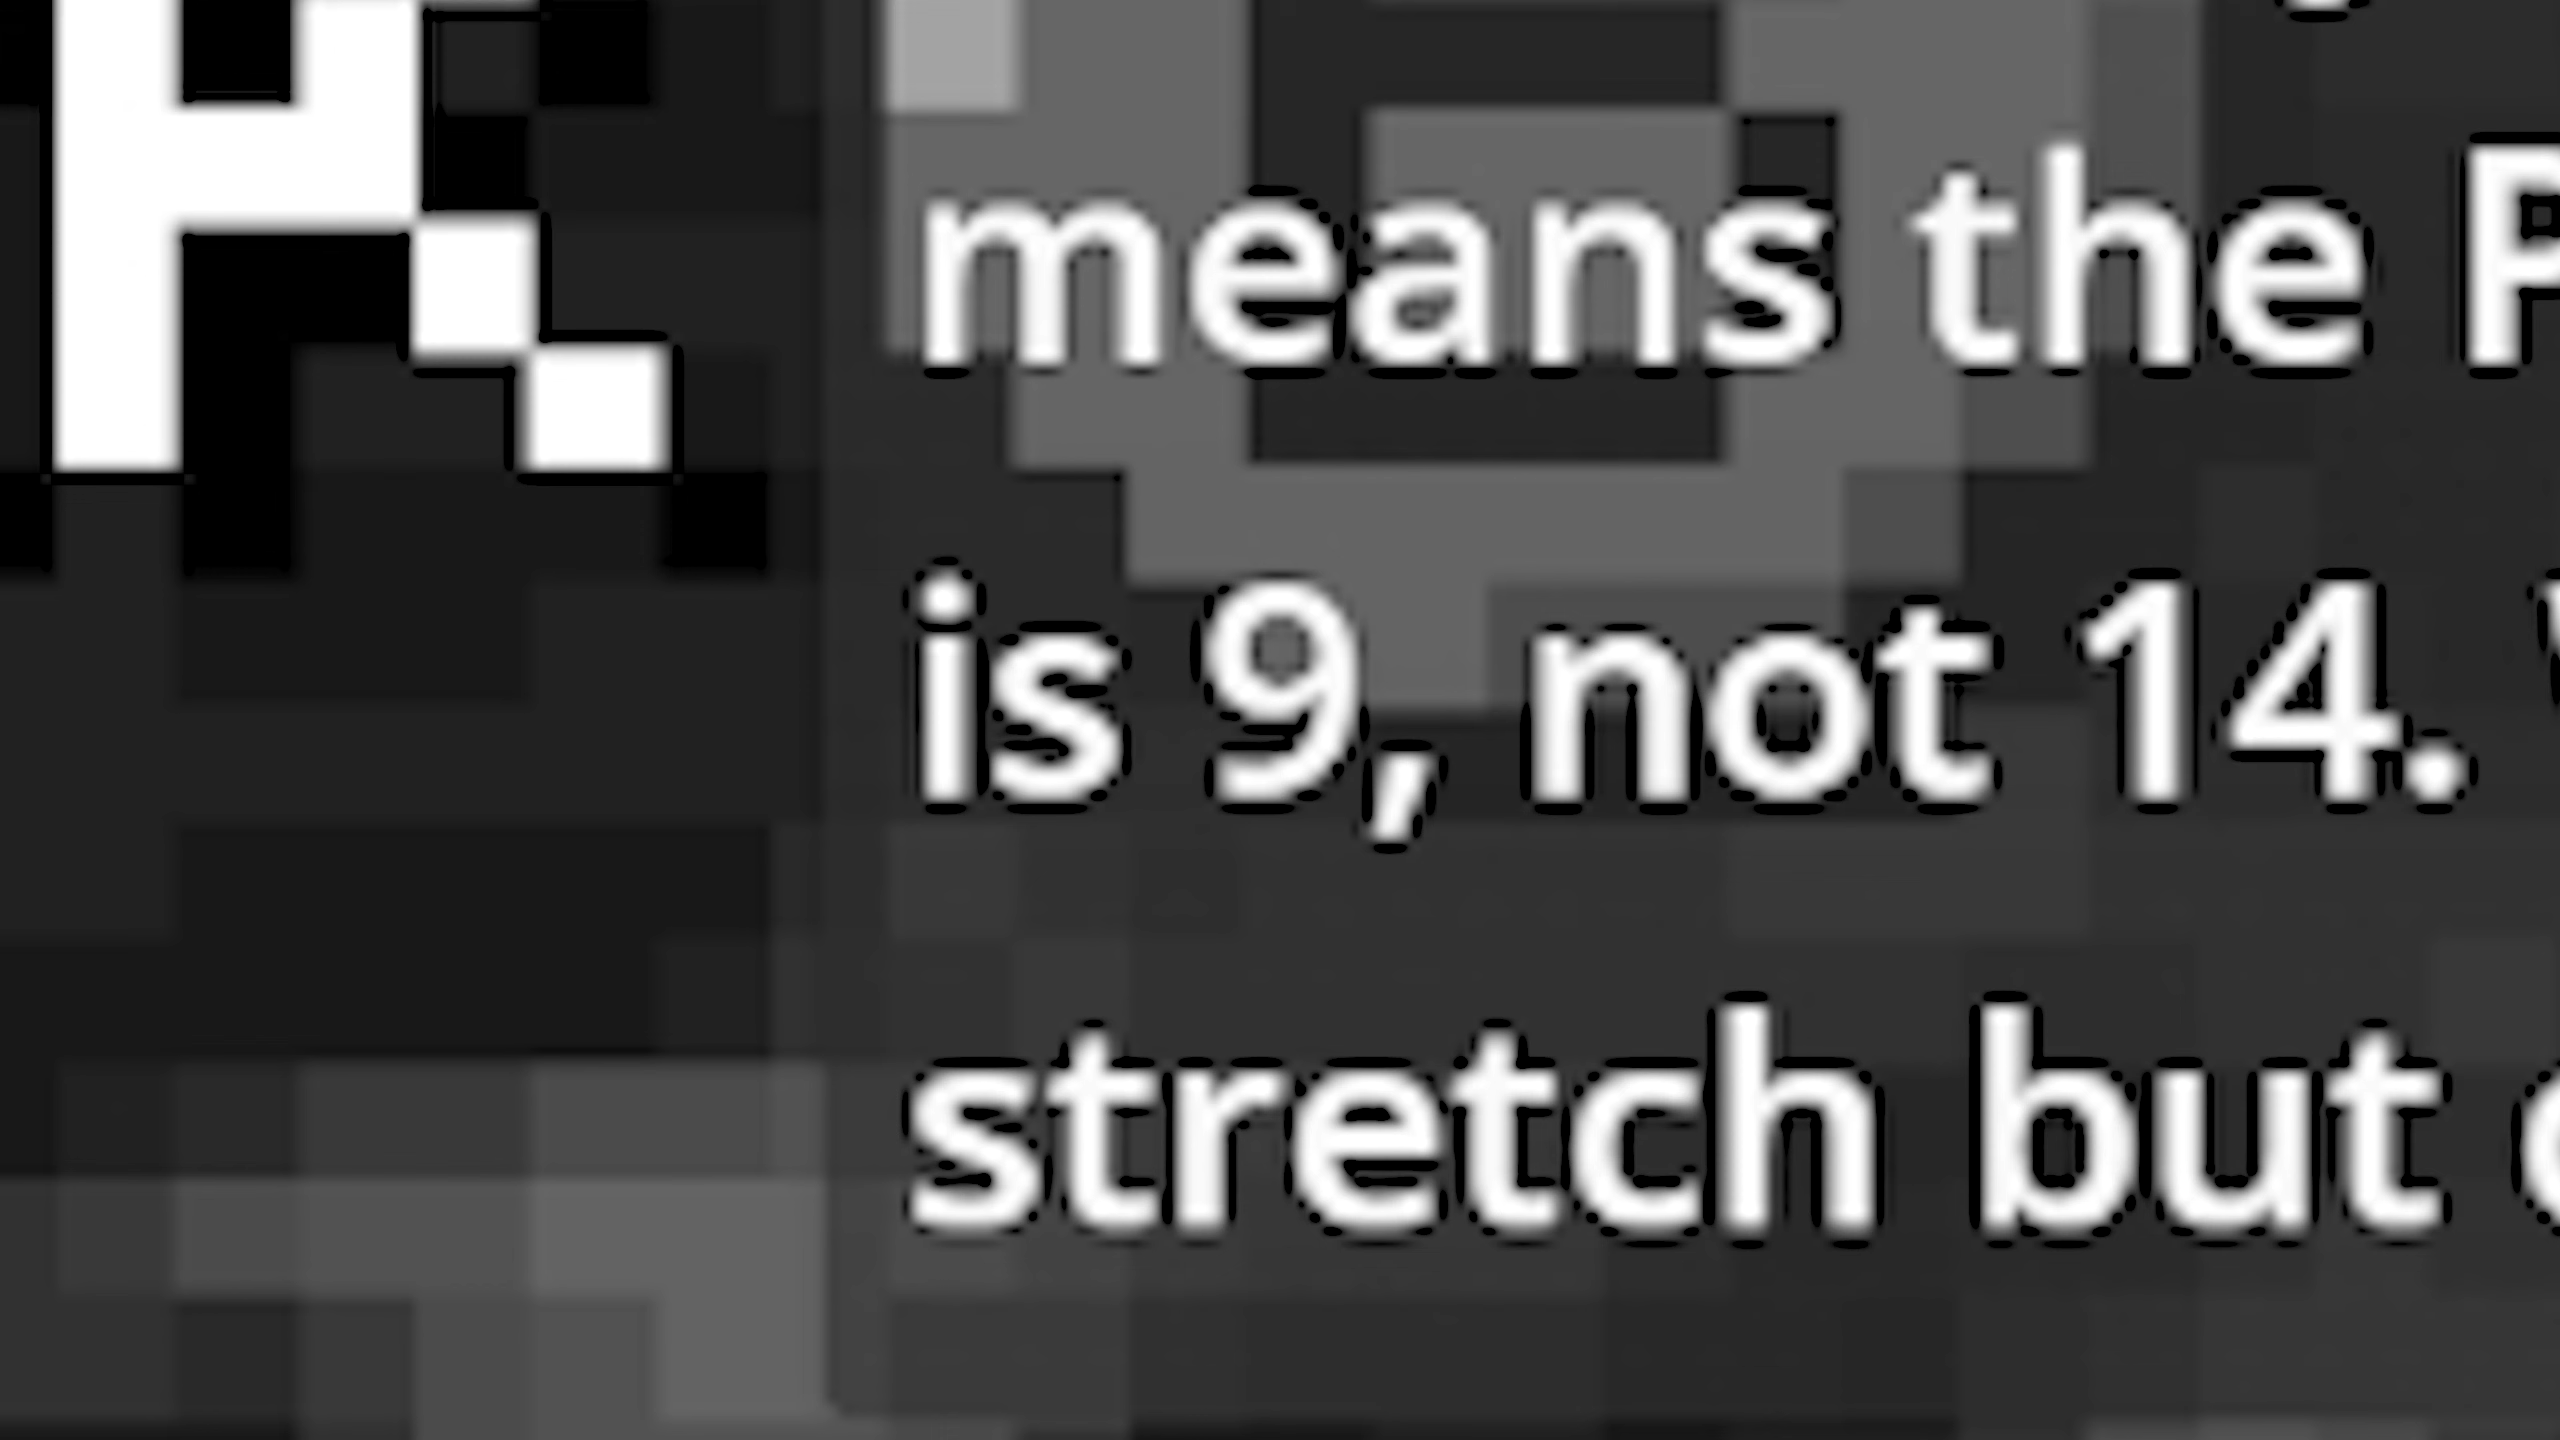 R
means the P
is 9, not 14.
stretch but